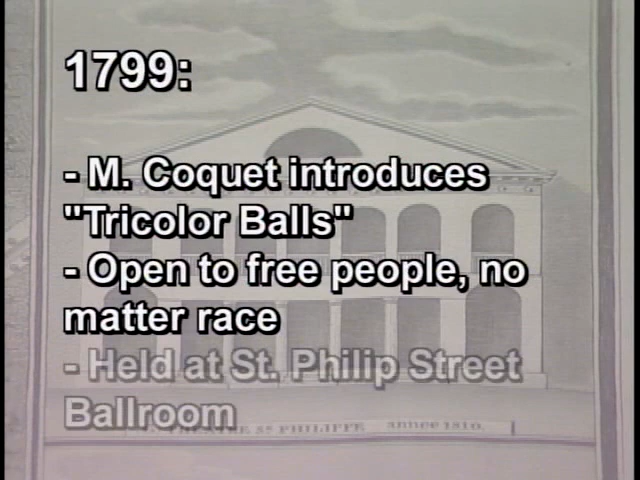 1799:
- M. Coquet introduces
"Tricolor Balls"
- Open to free people, no
matter race
- Held at St. Philip Street
Ballroom
THEATRE St PHILIPPE année 1810.